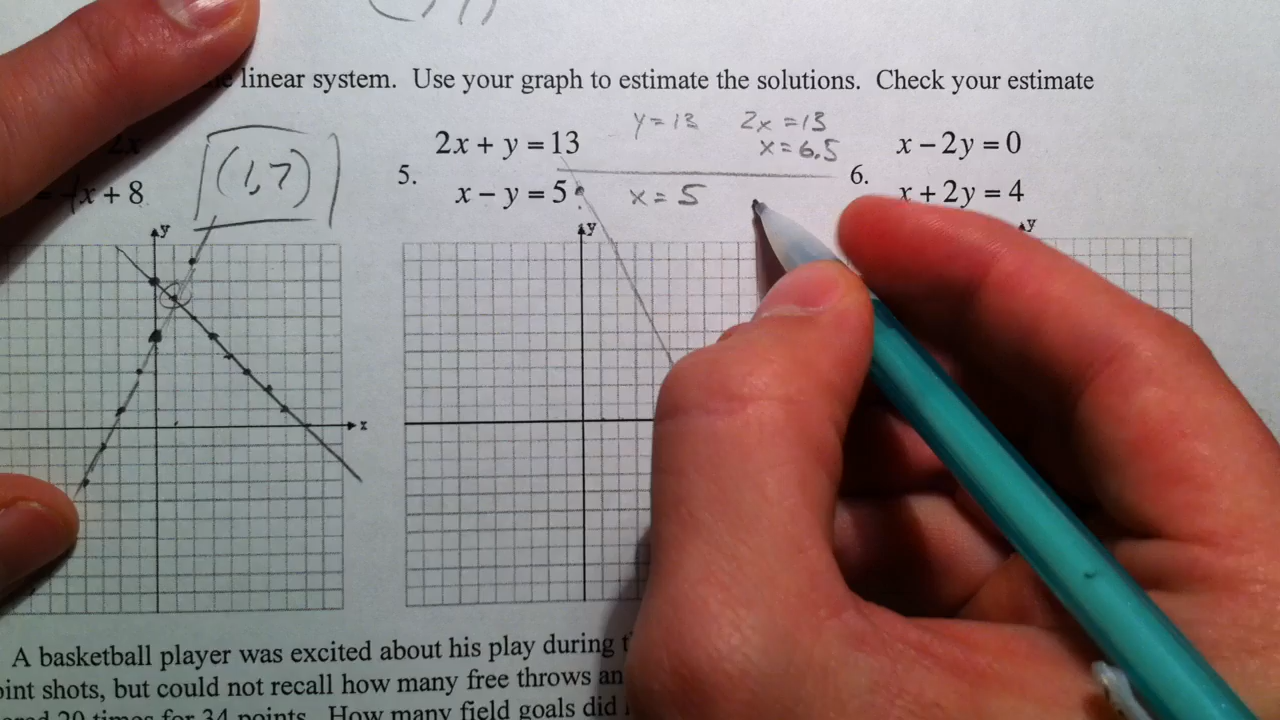 linear system. Use your graph to estimate the solutions. Check your estimate
x + 8
(1,7)
5.
2x + y = 13
x − y = 5
y = 13
2x = 13
x = 6.5
x = 5
6.
x − 2y = 0
x + 2y = 4
y
x
y
y
A basketball player was excited about his play during
int shots, but could not recall how many free throws an
20 times for 34 points. How many field goals did